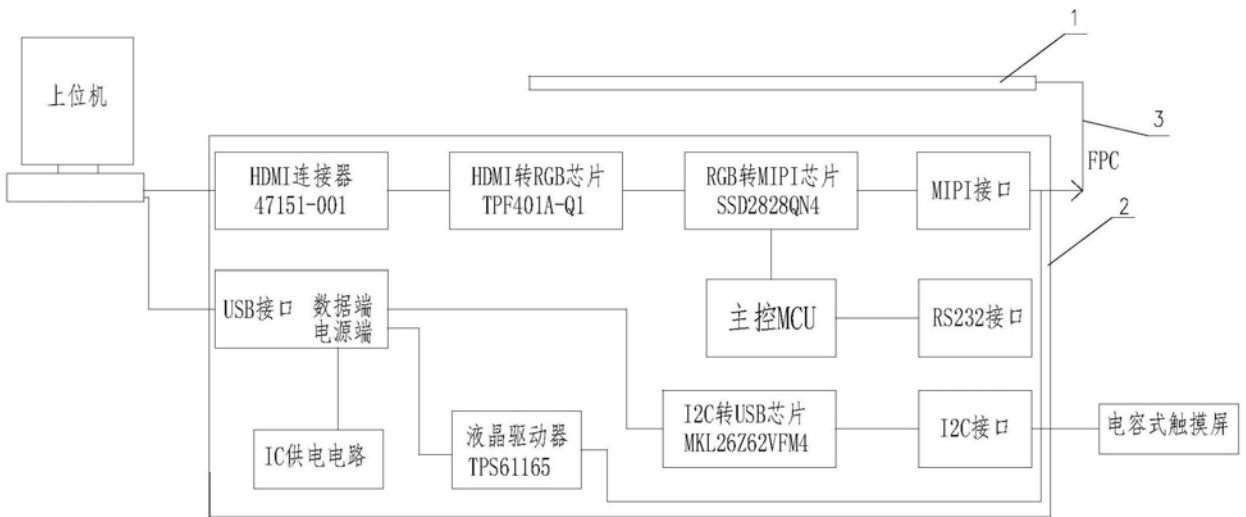 1
上位机
3
HDMI连接器
47151-001
HDMI转RGB芯片
TPF401A-Q1
RGB转MIPI芯片
SSD2828QN4
MIPI接口
FPC
2
USB接口 数据端
电源端
主控MCU
RS232接口
I2C转USB芯片
MKL26Z62VFM4
I2C接口
电容式触摸屏
液晶驱动器
TPS61165
IC供电电路